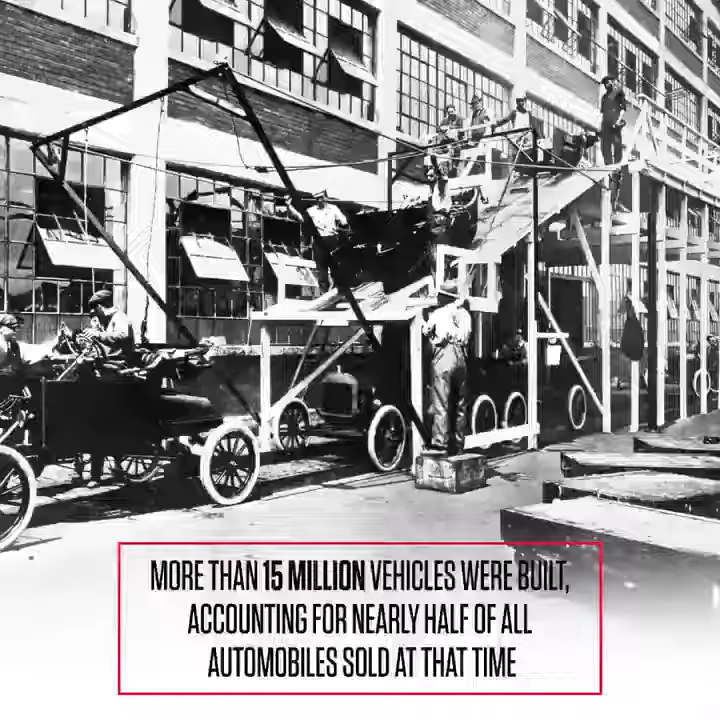 MORE THAN 15 MILLION VEHICLES WERE BUILT,
ACCOUNTING FOR NEARLY HALF OF ALL
AUTOMOBILES SOLD AT THAT TIME